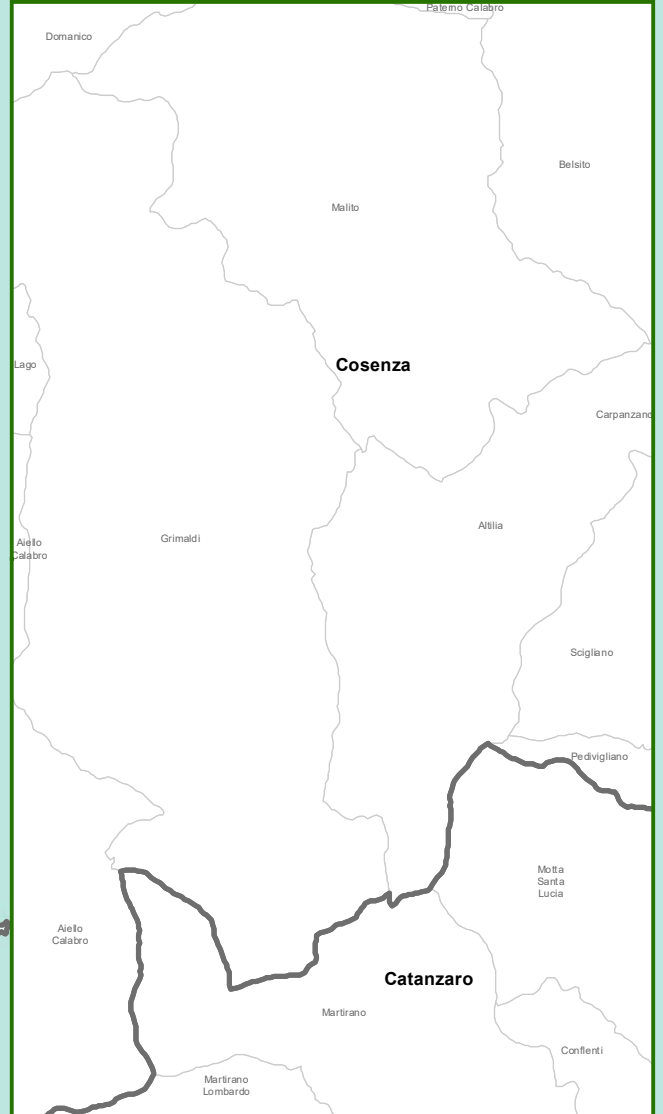 Paterno Calabro
Domanico
Belsito
Malito
Lago
Cosenza
Carpanzano
Altilia
Grimaldi
Aiello
Calabro
Scigliano
Pedivigliano
Motta
Santa
Lucia
Aiello
Calabro
Catanzaro
Martirano
Conflenti
Martirano
Lombardo